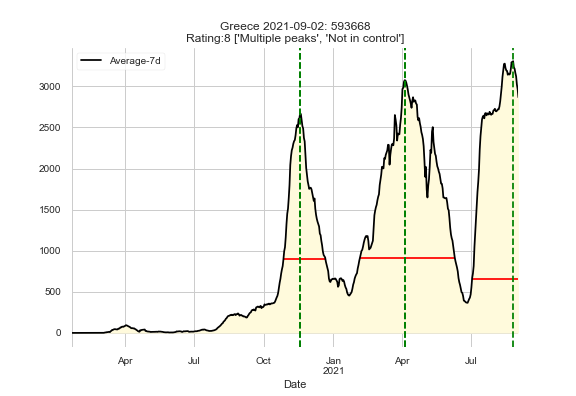 Greece 2021-09-02: 593668
Rating:8 ['Multiple peaks', 'Not in control']
Average-7d
3000
2500
2000
1500
1000
500
0
Apr
Jul
Oct
Jan
2021
Apr
Jul
Date